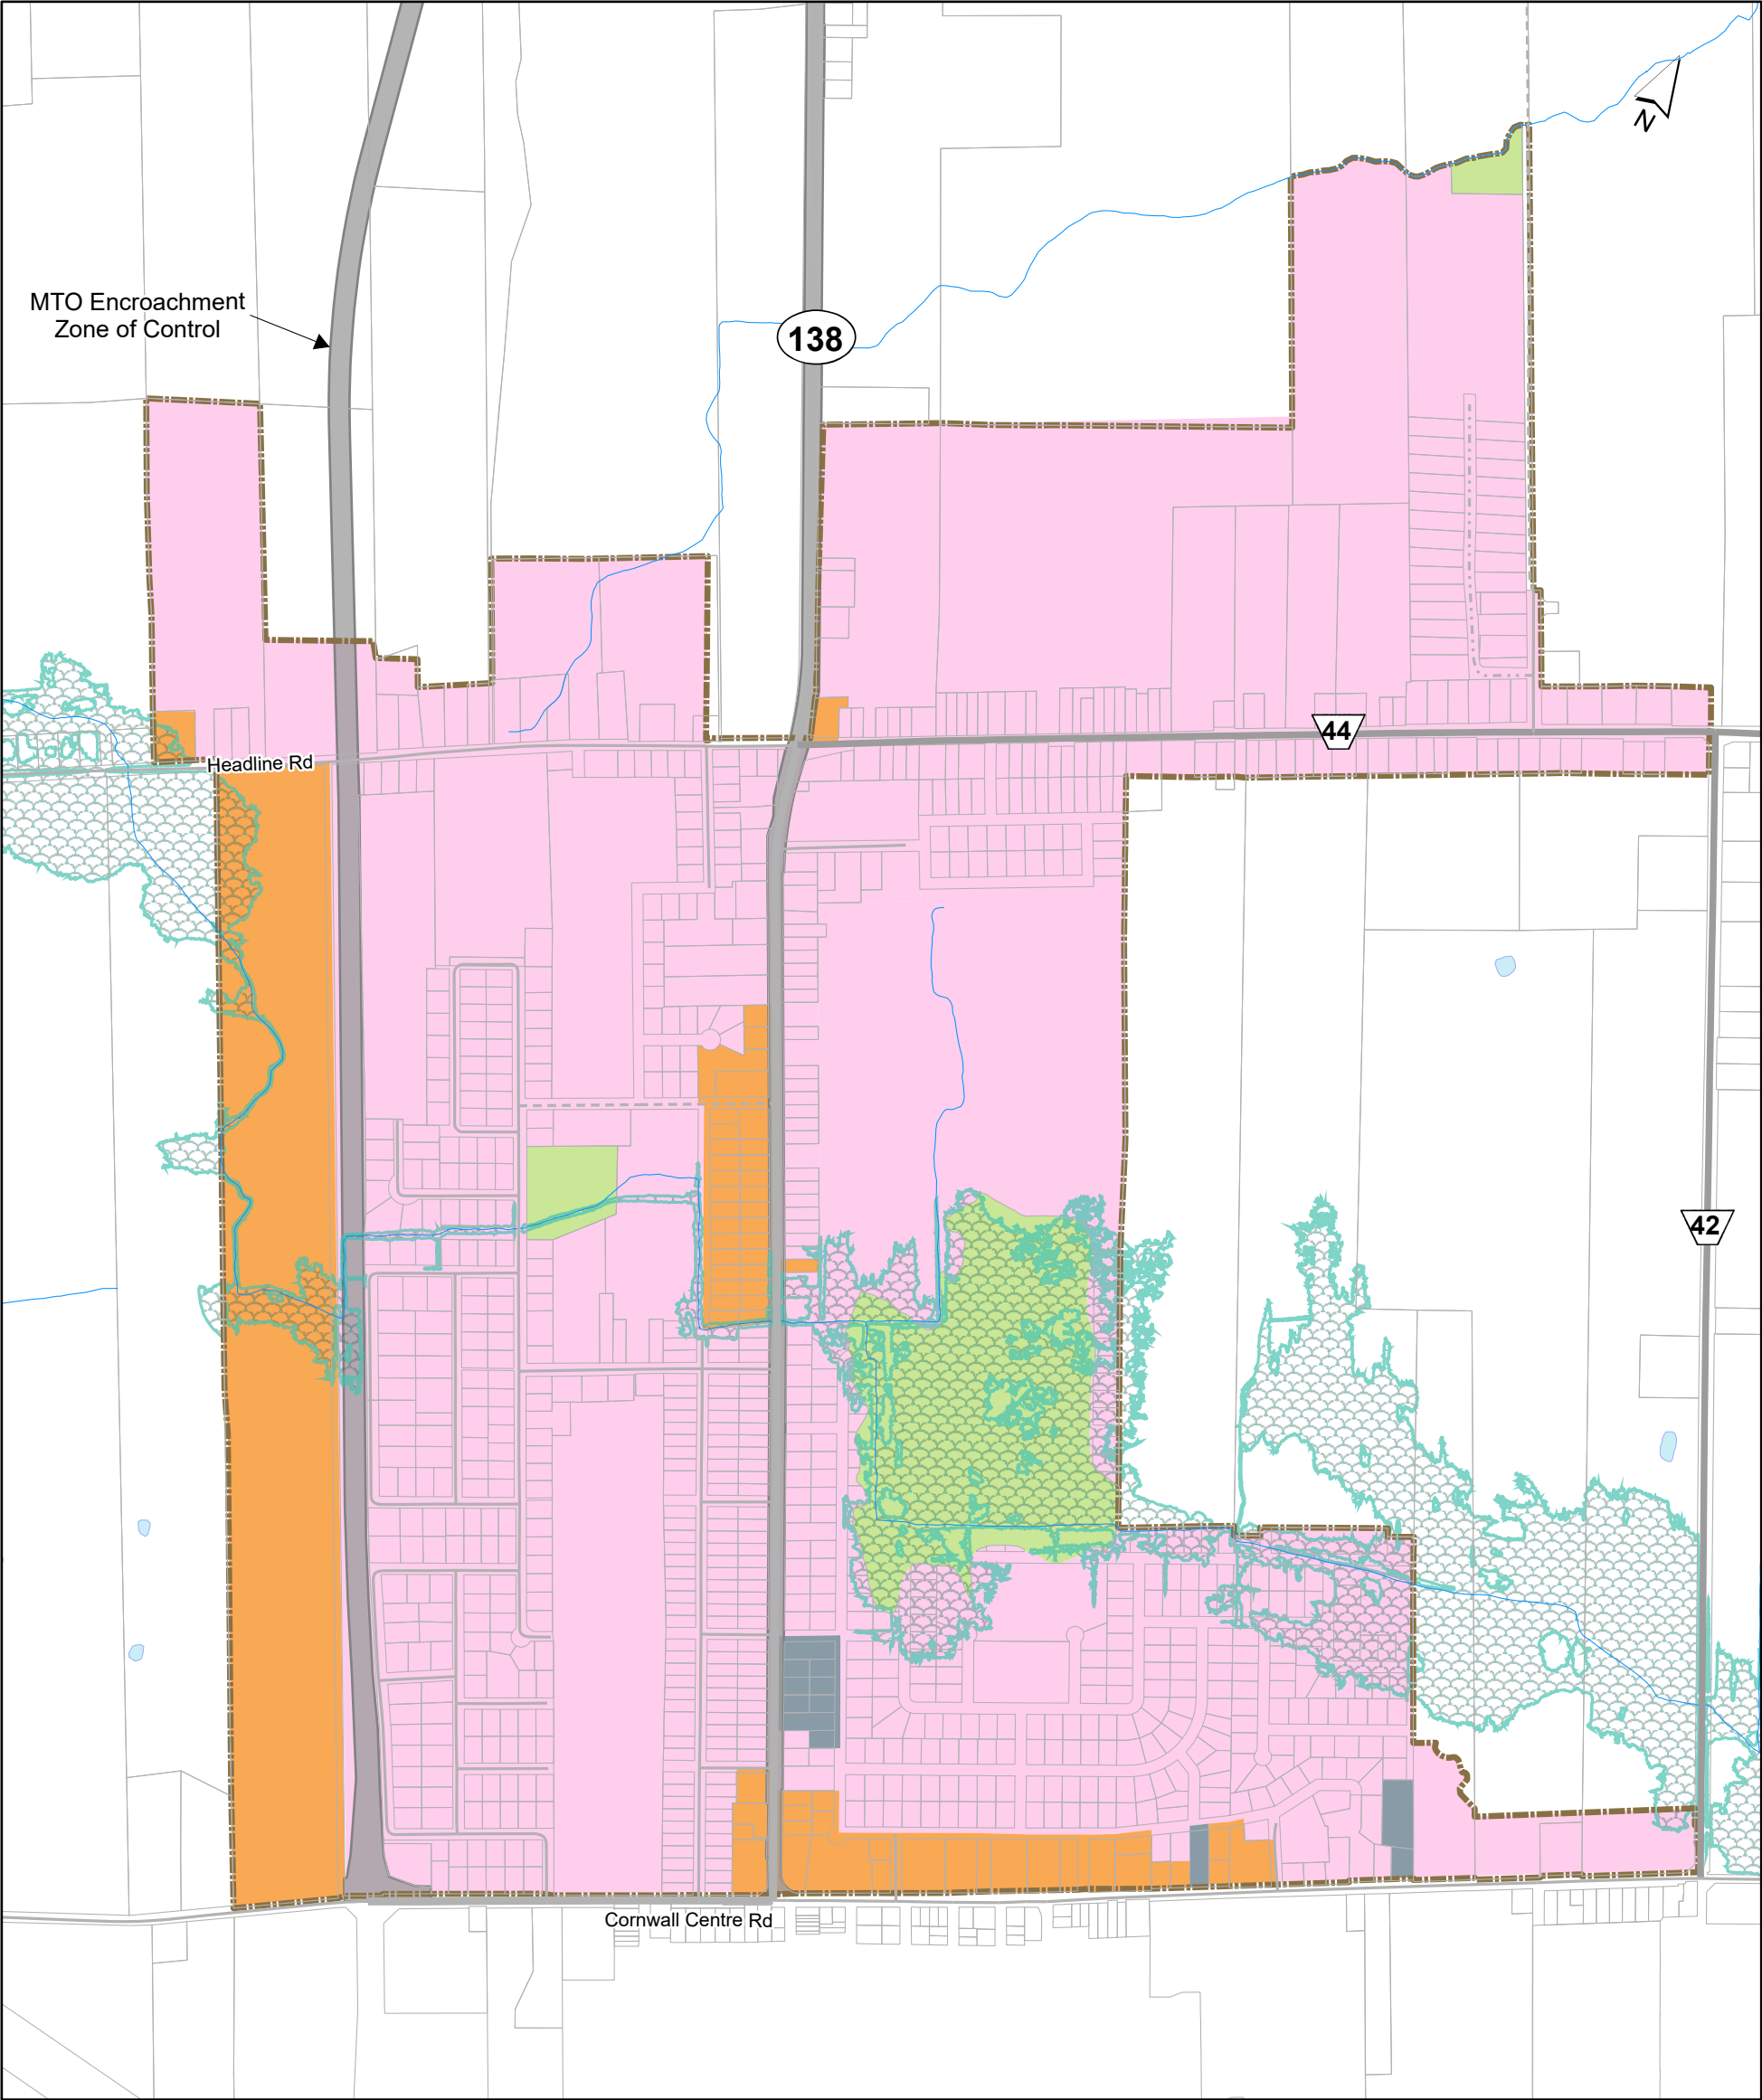 N
MTO Encroachment
Zone of Control
138
44
Headline Rd
42
Cornwall Centre Rd